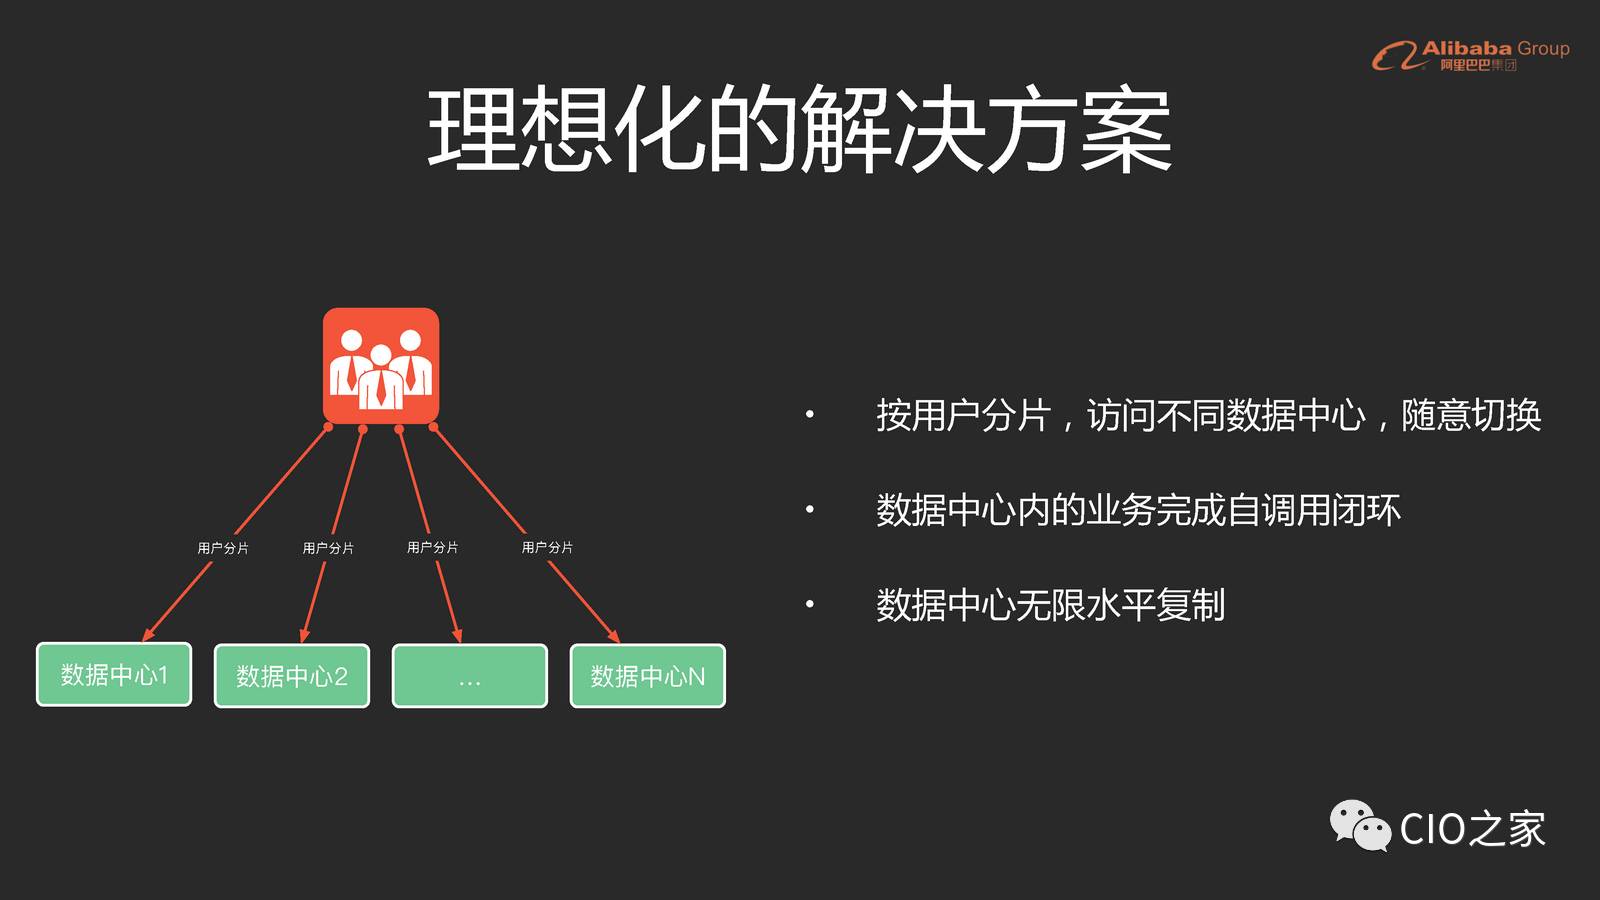 Alibaba Group
阿里巴巴集团
理想化的解决方案
用户分片 用户分片 用户分片 用户分片
数据中心1 数据中心2 ... 数据中心N
• 按用户分片，访问不同数据中心，随意切换
• 数据中心内的业务完成自调用闭环
• 数据中心无限水平复制
CIO之家